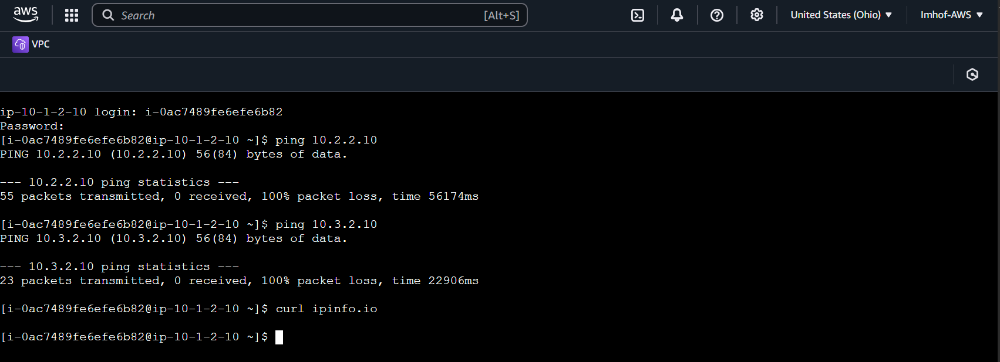 aws
Search
[Alt+S]
United States (Ohio)
Imhof-AWS
VPC
ip-10-1-2-10 login: i-0ac7489fe6efe6b82
Password:
[i-0ac7489fe6efe6b82@ip-10-1-2-10 ~]$ ping 10.2.2.10
PING 10.2.2.10 (10.2.2.10) 56(84) bytes of data.
--- 10.2.2.10 ping statistics ---
55 packets transmitted, 0 received, 100% packet loss, time 56174ms
[i-0ac7489fe6efe6b82@ip-10-1-2-10 ~]$ ping 10.3.2.10
PING 10.3.2.10 (10.3.2.10) 56(84) bytes of data.
--- 10.3.2.10 ping statistics ---
23 packets transmitted, 0 received, 100% packet loss, time 22906ms
[i-0ac7489fe6efe6b82@ip-10-1-2-10 ~]$ curl ipinfo.io
[i-0ac7489fe6efe6b82@ip-10-1-2-10 ~]$